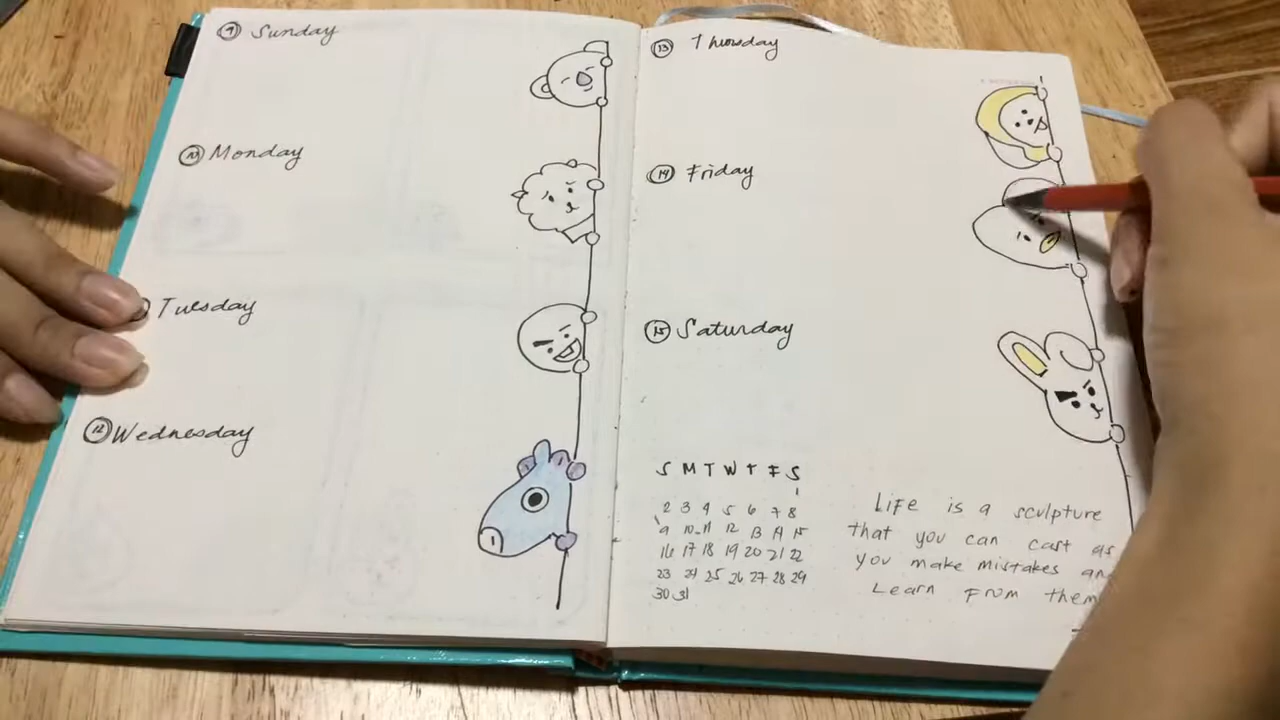 9 Sunday
10 Monday
Tuesday
12 Wednesday
13 Thursday
14 Friday
15 Saturday
S M T W T F S
1
2 3 4 5 6 7 8
9 10 11 12 13 14 15
16 17 18 19 20 21 22
23 24 25 26 27 28 29
30 31
Life is a sculpture
that you can cast as
you make mistakes an
Learn from them